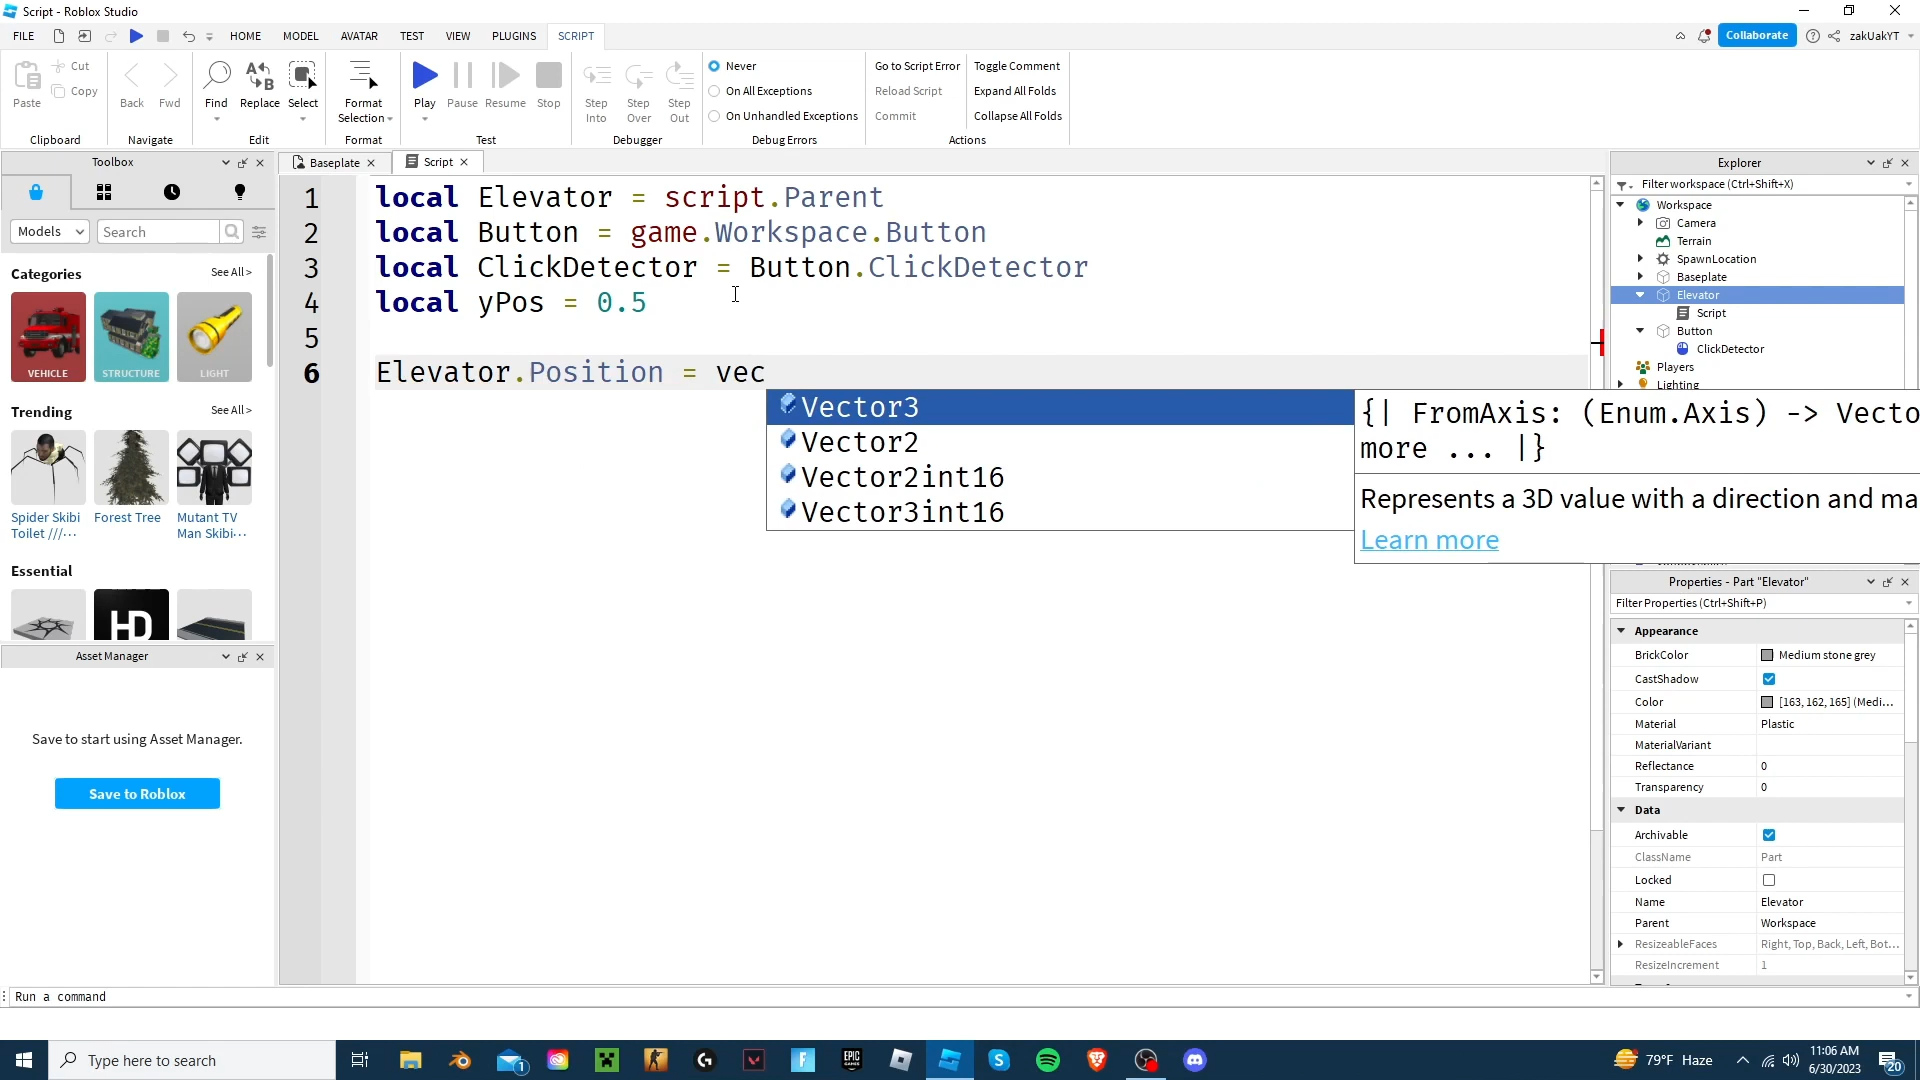 Script - Roblox Studio
FILE HOME MODEL AVATAR TEST VIEW PLUGINS SCRIPT Collaborate zakUakYT
Paste Cut Copy Back Fwd Find Replace Select Format Selection Play Pause Resume Stop Step Into Step Over Step Out
Never
On All Exceptions
On Unhandled Exceptions
Go to Script Error Toggle Comment
Reload Script Expand All Folds
Commit Collapse All Folds
Clipboard Navigate Edit Format Test Debugger Debug Errors Actions
Toolbox
Models Search
Categories See All >
VEHICLE STRUCTURE LIGHT
Trending See All >
Spider Skibi Forest Tree Mutant TV
Toilet ///... Man Skibi...
Essential
HD
Asset Manager
Save to start using Asset Manager.
Save to Roblox
Baseplate Script
1 local Elevator = script.Parent
2 local Button = game.Workspace.Button
3 local ClickDetector = Button.ClickDetector
4 local yPos = 0.5
5
6 Elevator.Position = vec
Vector3
Vector2
Vector2int16
Vector3int16
{| FromAxis: (Enum.Axis) -> Vecto
more ... |}
Represents a 3D value with a direction and ma
Learn more
Explorer
Filter workspace (Ctrl+Shift+X)
Workspace
Camera
Terrain
SpawnLocation
Baseplate
Elevator
Script
Button
ClickDetector
Players
Lighting
Properties - Part "Elevator"
Filter Properties (Ctrl+Shift+P)
Appearance
BrickColor Medium stone grey
CastShadow
Color [163, 162, 165] (Medi...
Material Plastic
MaterialVariant
Reflectance 0
Transparency 0
Data
Archivable
ClassName Part
Locked
Name Elevator
Parent Workspace
ResizeableFaces Right, Top, Back, Left, Bot...
ResizeIncrement 1
Run a command
Type here to search
1
EPIC GAMES
79°F Haze
11:06 AM
6/30/2023
20